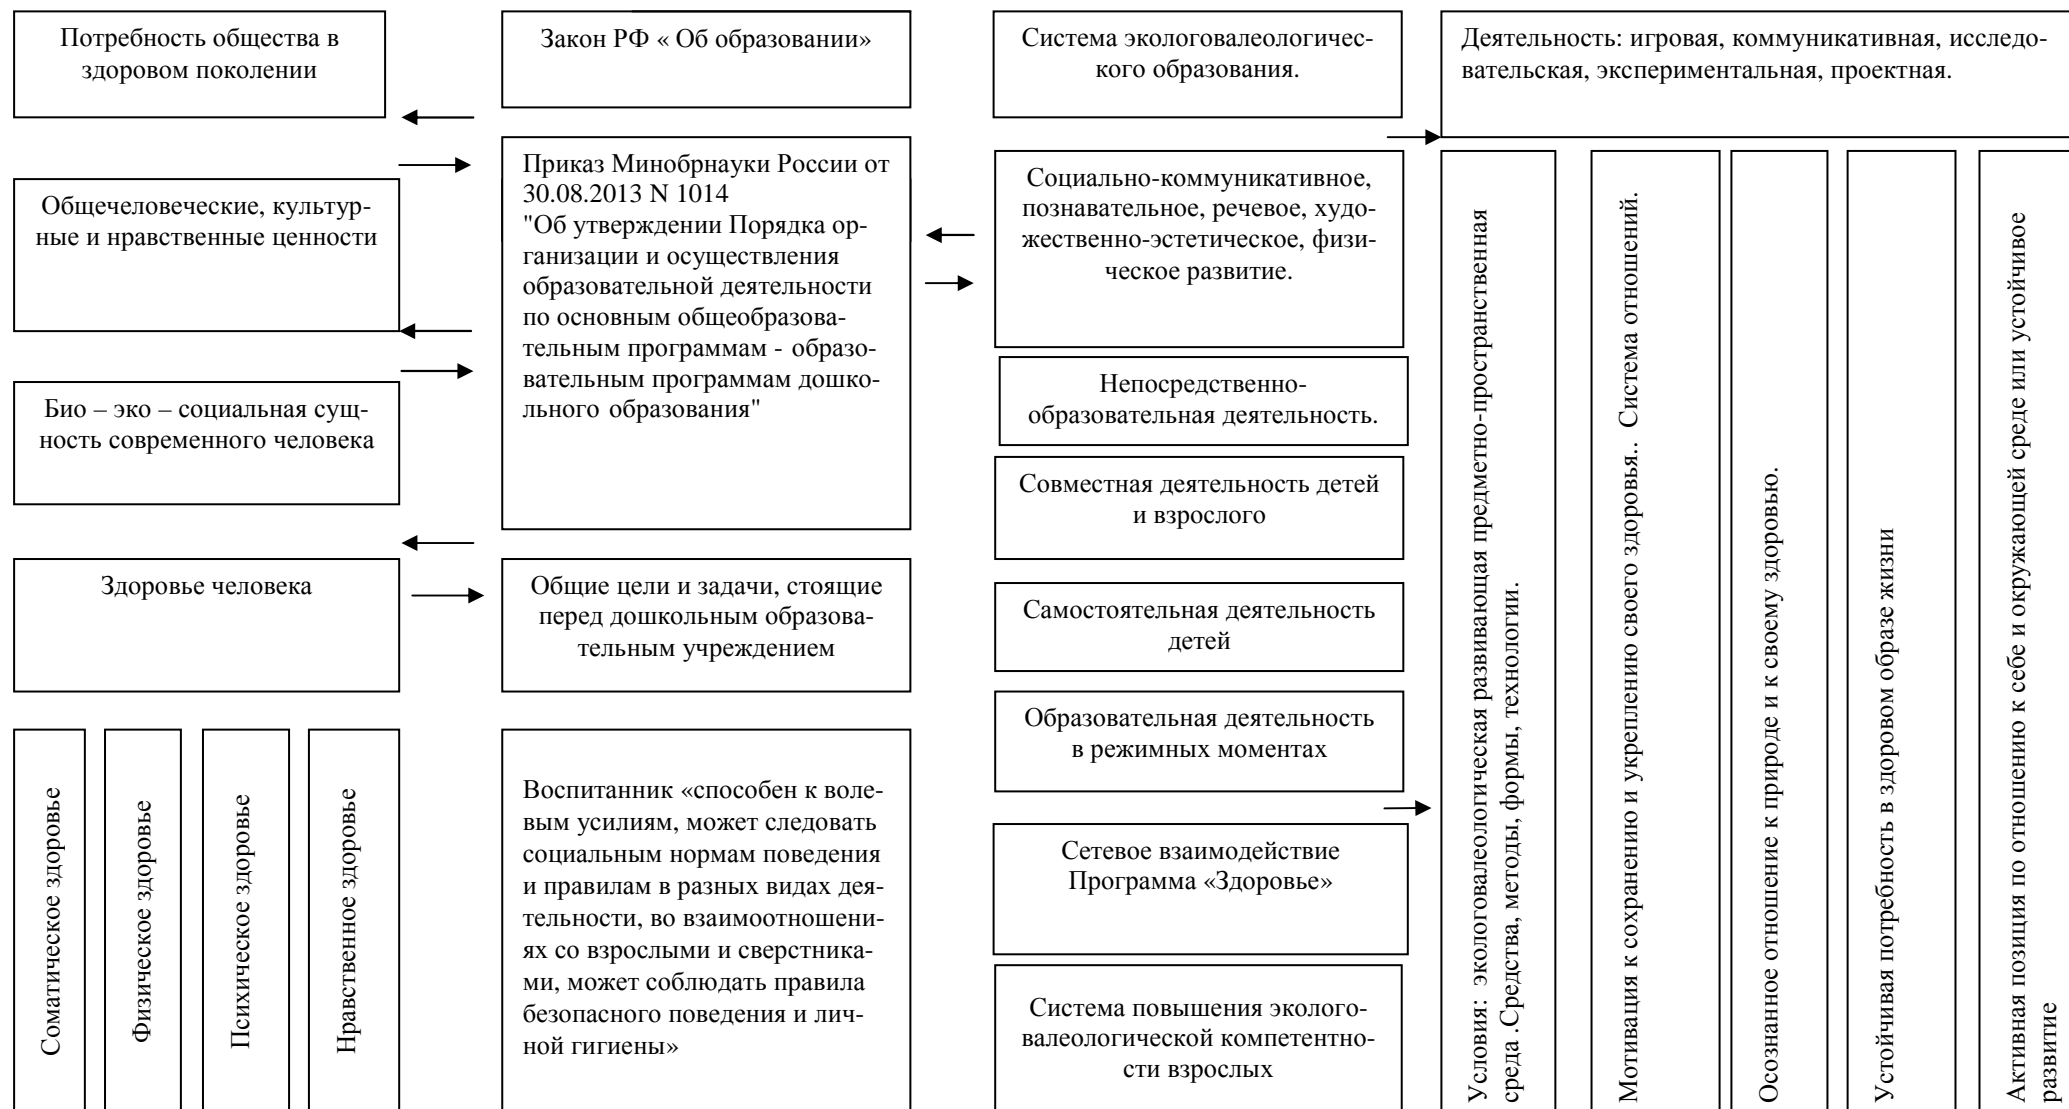 Потребность общества в
здоровом поколении
Общечеловеческие, культур-
ные и нравственные ценности
Био – эко – социальная сущ-
ность современного человека
Здоровье человека
Соматическое здоровье
Физическое здоровье
Психическое здоровье
Нравственное здоровье
Закон РФ « Об образовании»
Приказ Минобрнауки России от
30.08.2013 N 1014
"Об утверждении Порядка ор-
ганизации и осуществления
образовательной деятельности
по основным общеобразова-
тельным программам - образо-
вательным программам дошко-
льного образования"
Общие цели и задачи, стоящие
перед дошкольным образова-
тельным учреждением
Воспитанник «способен к воле-
вым усилиям, может следовать
социальным нормам поведения
и правилам в разных видах дея-
тельности, во взаимоотношени-
ях со взрослыми и сверстника-
ми, может соблюдать правила
безопасного поведения и лич-
ной гигиены»
Система экологовалеологичес-
кого образования.
Социально-коммуникативное,
познавательное, речевое, худо-
жественно-эстетическое, физи-
ческое развитие.
Непосредственно-
образовательная деятельность.
Совместная деятельность детей
и взрослого
Самостоятельная деятельность
детей
Образовательная деятельность
в режимных моментах
Сетевое взаимодействие
Программа «Здоровье»
Система повышения эколого-
валеологической компетентно-
сти взрослых
Деятельность: игровая, коммуникативная, исследо-
вательская, экспериментальная, проектная.
Условия: экологовалеологическая развивающая предметно-пространственная
среда .Средства, методы, формы, технологии.
Мотивация к сохранению и укреплению своего здоровья.. Система отношений.
Осознанное отношение к природе и к своему здоровью.
Устойчивая потребность в здоровом образе жизни
Активная позиция по отношению к себе и окружающей среде или устойчивое
развитие